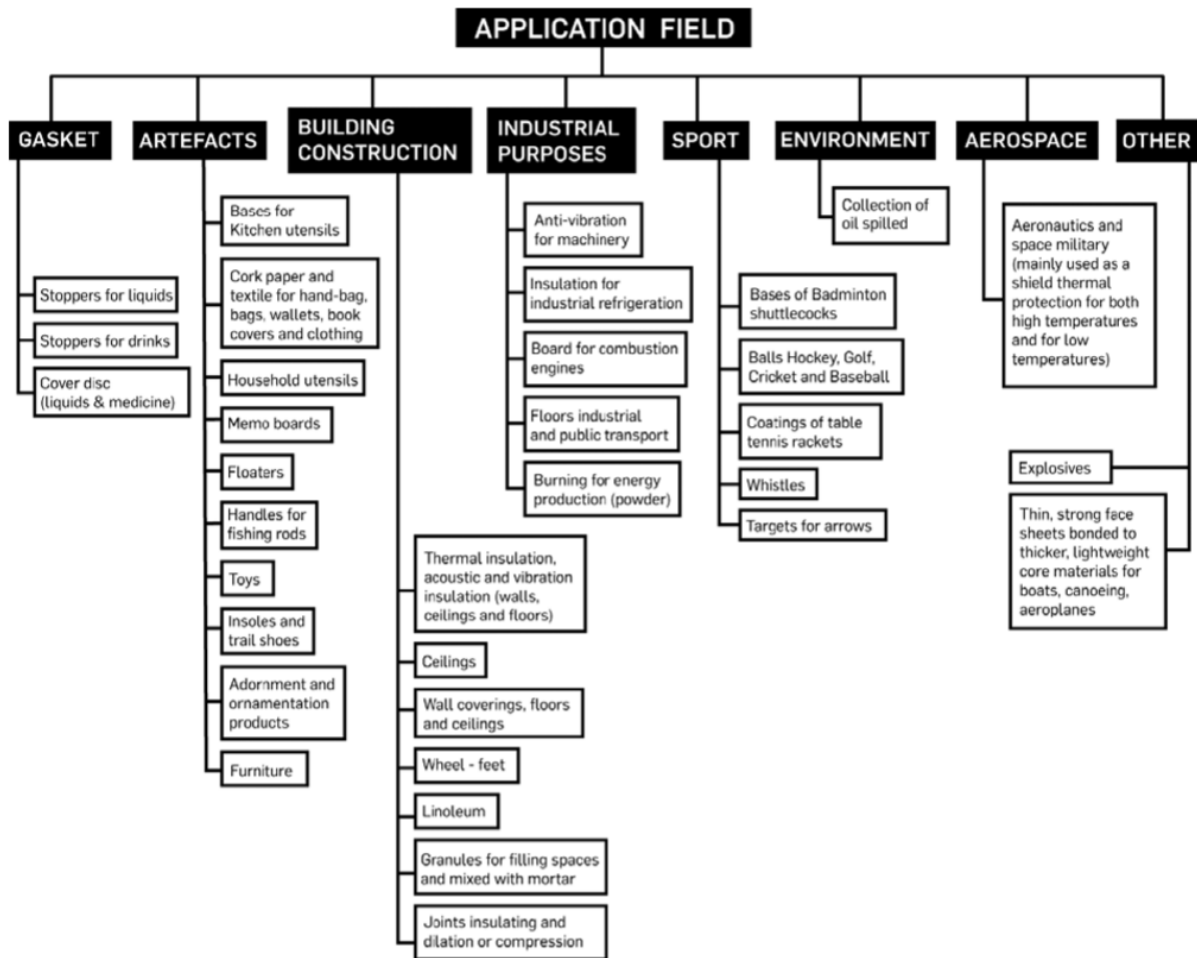 APPLICATION FIELD
GASKET
Stoppers for liquids
Stoppers for drinks
Cover disc
(liquids & medicine)
ARTEFACTS
Bases for
Kitchen utensils
Cork paper and
textile for hand-bag,
bags, wallets, book
covers and clothing
Household utensils
Memo boards
Floaters
Handles for
fishing rods
Toys
Insoles and
trail shoes
Adornment and
ornamentation
products
Furniture
BUILDING
CONSTRUCTION
Thermal insulation,
acoustic and vibration
insulation (walls,
ceilings and floors)
Ceilings
Wall coverings, floors
and ceilings
Wheel - feet
Linoleum
Granules for filling spaces
and mixed with mortar
Joints insulating and
dilation or compression
INDUSTRIAL
PURPOSES
Anti-vibration
for machinery
Insulation for
industrial refrigeration
Board for combustion
engines
Floors industrial
and public transport
Burning for energy
production (powder)
SPORT
Bases of Badminton
shuttlecocks
Balls Hockey, Golf,
Cricket and Baseball
Coatings of table
tennis rackets
Whistles
Targets for arrows
ENVIRONMENT
Collection of
oil spilled
AEROSPACE
Aeronautics and
space military
(mainly used as a
shield thermal
protection for both
high temperatures
and for low
temperatures)
OTHER
Explosives
Thin, strong face
sheets bonded to
thicker, lightweight
core materials for
boats, canoeing,
aeroplanes